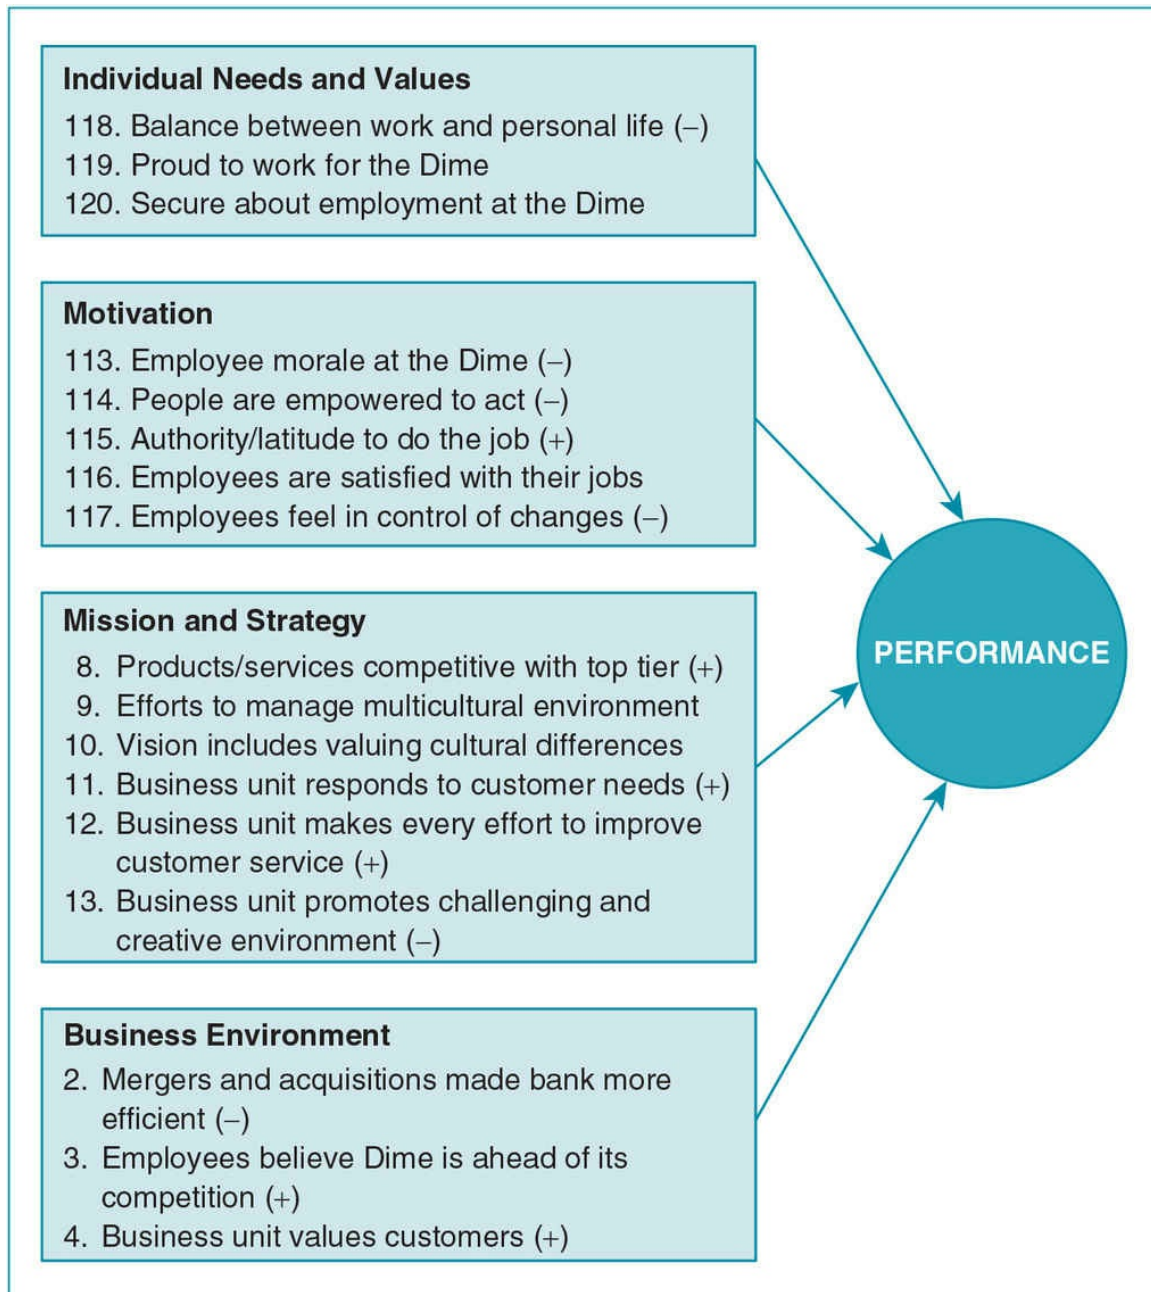 Individual Needs and Values
118. Balance between work and personal life (–)
119. Proud to work for the Dime
120. Secure about employment at the Dime
Motivation
113. Employee morale at the Dime (–)
114. People are empowered to act (–)
115. Authority/latitude to do the job (+)
116. Employees are satisfied with their jobs
117. Employees feel in control of changes (–)
Mission and Strategy
8. Products/services competitive with top tier (+)
9. Efforts to manage multicultural environment
10. Vision includes valuing cultural differences
11. Business unit responds to customer needs (+)
12. Business unit makes every effort to improve
customer service (+)
13. Business unit promotes challenging and
creative environment (–)
Business Environment
2. Mergers and acquisitions made bank more
efficient (–)
3. Employees believe Dime is ahead of its
competition (+)
4. Business unit values customers (+)
PERFORMANCE